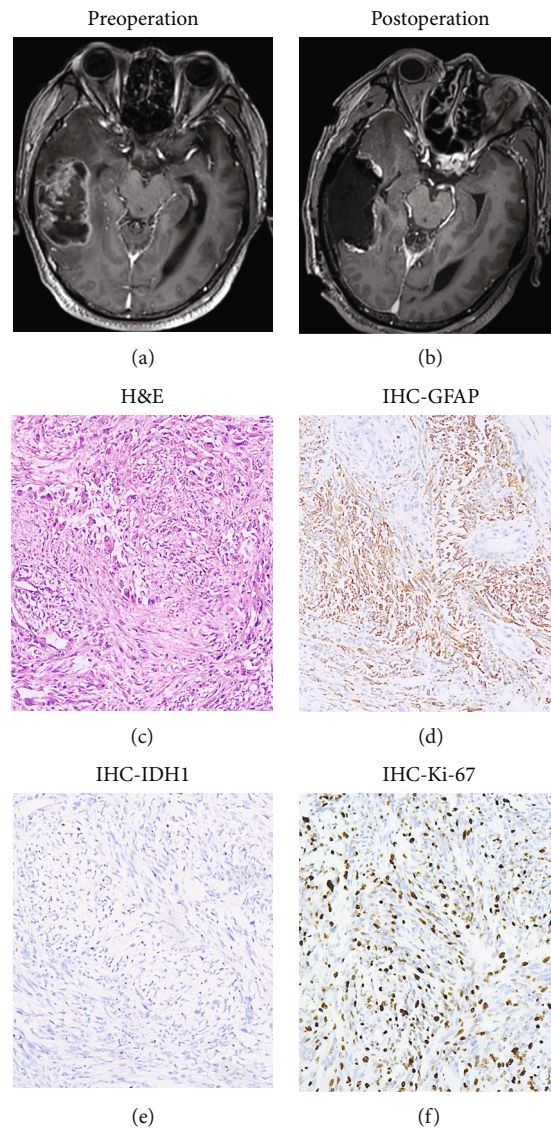 Preoperation
Postoperation
(a)
(b)
H&E
IHC-GFAP
(c)
(d)
IHC-IDH1
IHC-Ki-67
(e)
(f)